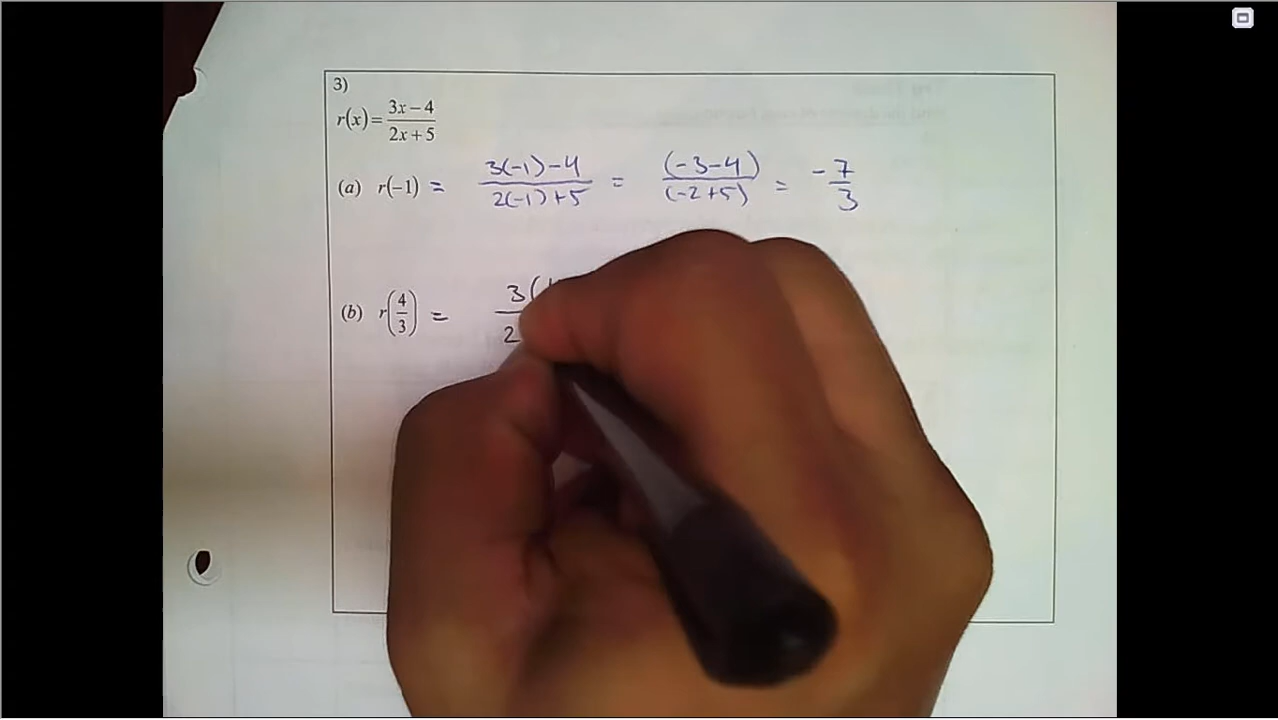 3)
r(x) = (3x − 4)/(2x + 5)
(a) r(−1) = (3(-1)-4)/(2(-1)+5) = (-3-4)/(-2+5) = -7/3
(b) r(4/3) = 3( / 2